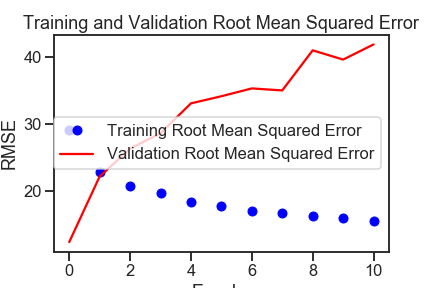 Training and Validation Root Mean Squared Error
40
30
20
RMSE
Training Root Mean Squared Error
Validation Root Mean Squared Error
0 2 4 6 8 10